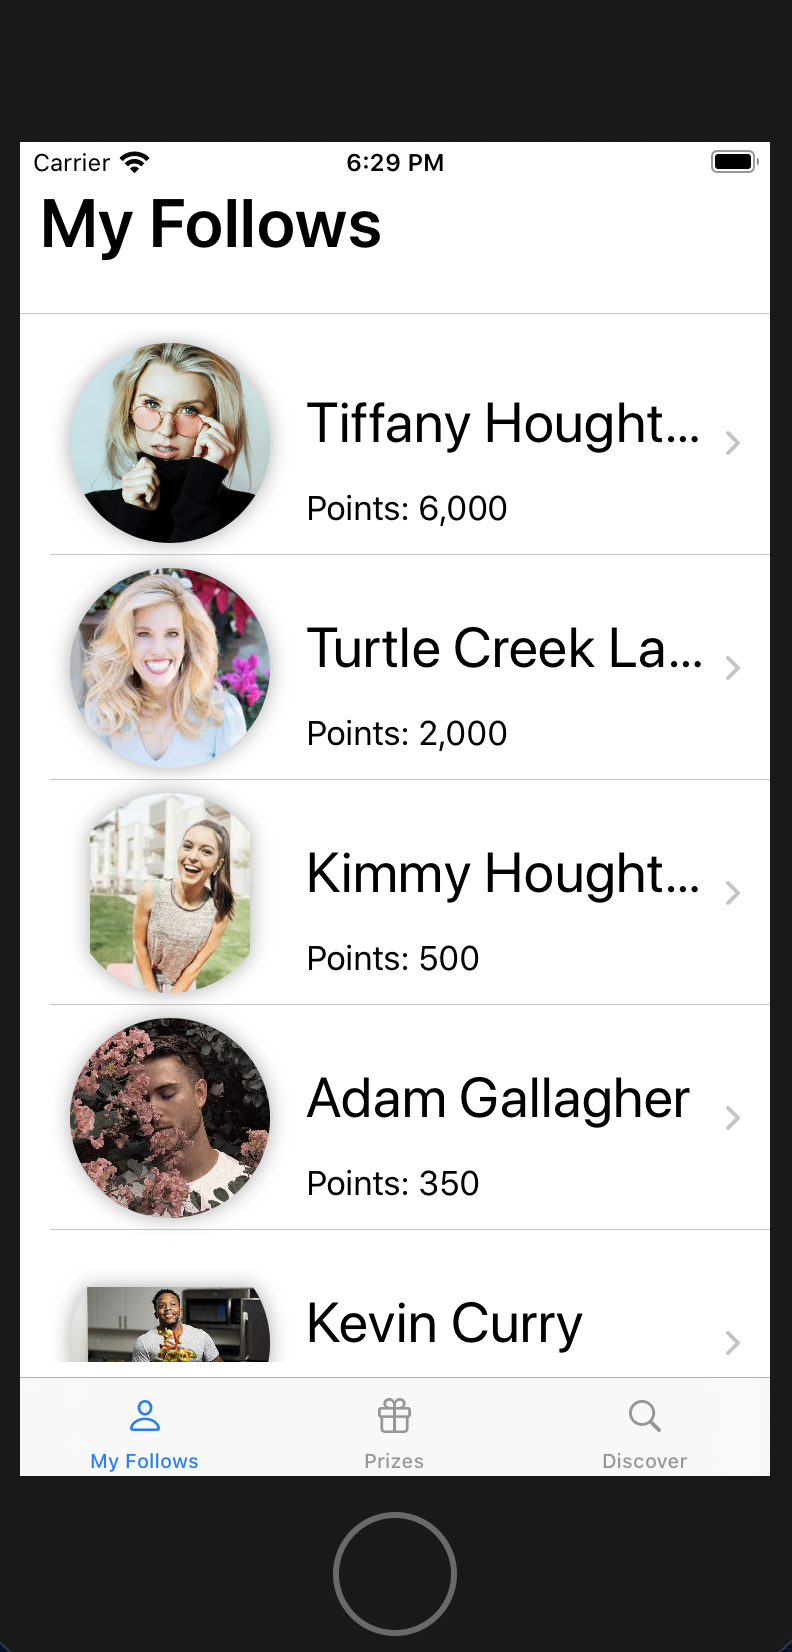 Carrier 6:29 PM
My Follows
Tiffany Hought...
Points: 6,000
Turtle Creek La...
Points: 2,000
Kimmy Hought...
Points: 500
Adam Gallagher
Points: 350
Kevin Curry
My Follows Prizes Discover